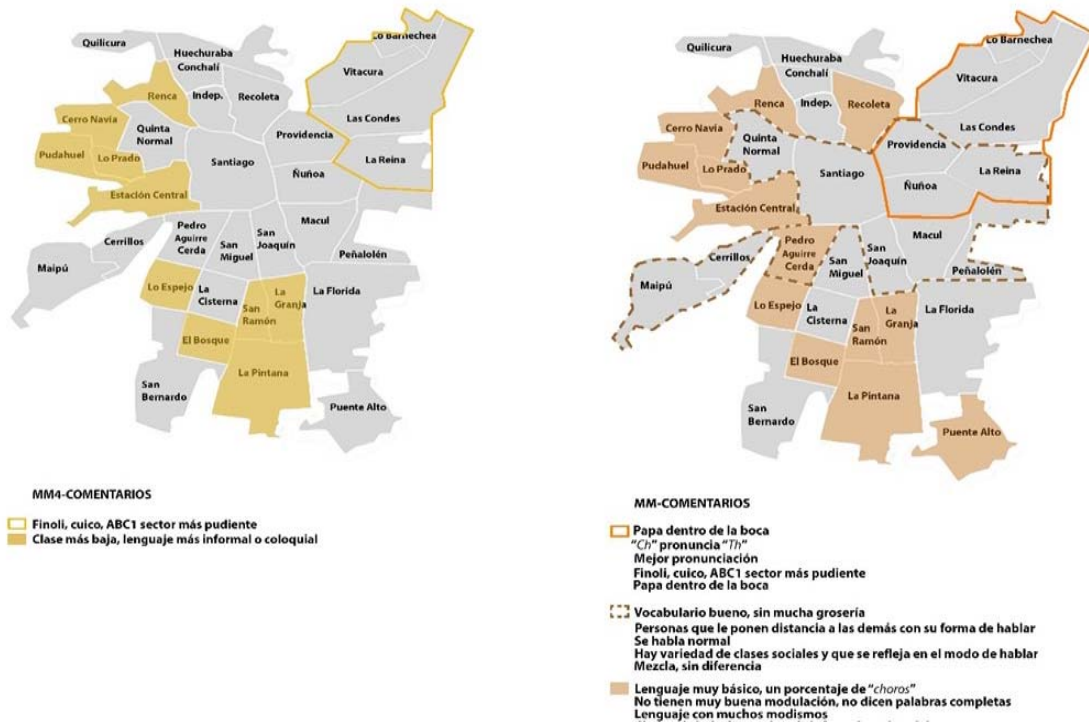 Lo Barnechea
Quilicura
Huechuraba
Conchalí
Vitacura
Renca
Indep.
Recoleta
Las Condes
Cerro Navia
Quinta
Normal
Providencia
La Reina
Pudahuel
Lo Prado
Santiago
Ñuñoa
Estación Central
Macul
Cerrillos
Pedro
Aguirre
Cerda
San
Miguel
San
Joaquín
Peñalolén
Maipú
Lo Espejo
La
Cisterna
San
Ramón
La
Granja
La Florida
El Bosque
La Pintana
San
Bernardo
Puente Alto
MM4-COMENTARIOS
Finoli, cuico, ABC1 sector más pudiente
Clase más baja, lenguaje más informal o coloquial
Lo Barnechea
Quilicura
Huechuraba
Conchalí
Vitacura
Renca
Indep.
Recoleta
Las Condes
Cerro Navia
Quinta
Normal
Providencia
La Reina
Pudahuel
Lo Prado
Santiago
Ñuñoa
Estación Central
Macul
Cerrillos
Pedro
Aguirre
Cerda
San
Miguel
San
Joaquín
Peñalolén
Maipú
Lo Espejo
La
Cisterna
San
Ramón
La
Granja
La Florida
El Bosque
La Pintana
San
Bernardo
Puente Alto
MM-COMENTARIOS
Papa dentro de la boca
"Ch" pronuncia "Th"
Mejor pronunciación
Finoli, cuico, ABC1 sector más pudiente
Papa dentro de la boca
Vocabulario bueno, sin mucha grosería
Personas que le ponen distancia a las demás con su forma de hablar
Se habla normal
Hay variedad de clases sociales y que se refleja en el modo de hablar
Mezcla, sin diferencia
Lenguaje muy básico, un porcentaje de "choros"
No tienen muy buena modulación, no dicen palabras completas
Lenguaje con muchos modismos